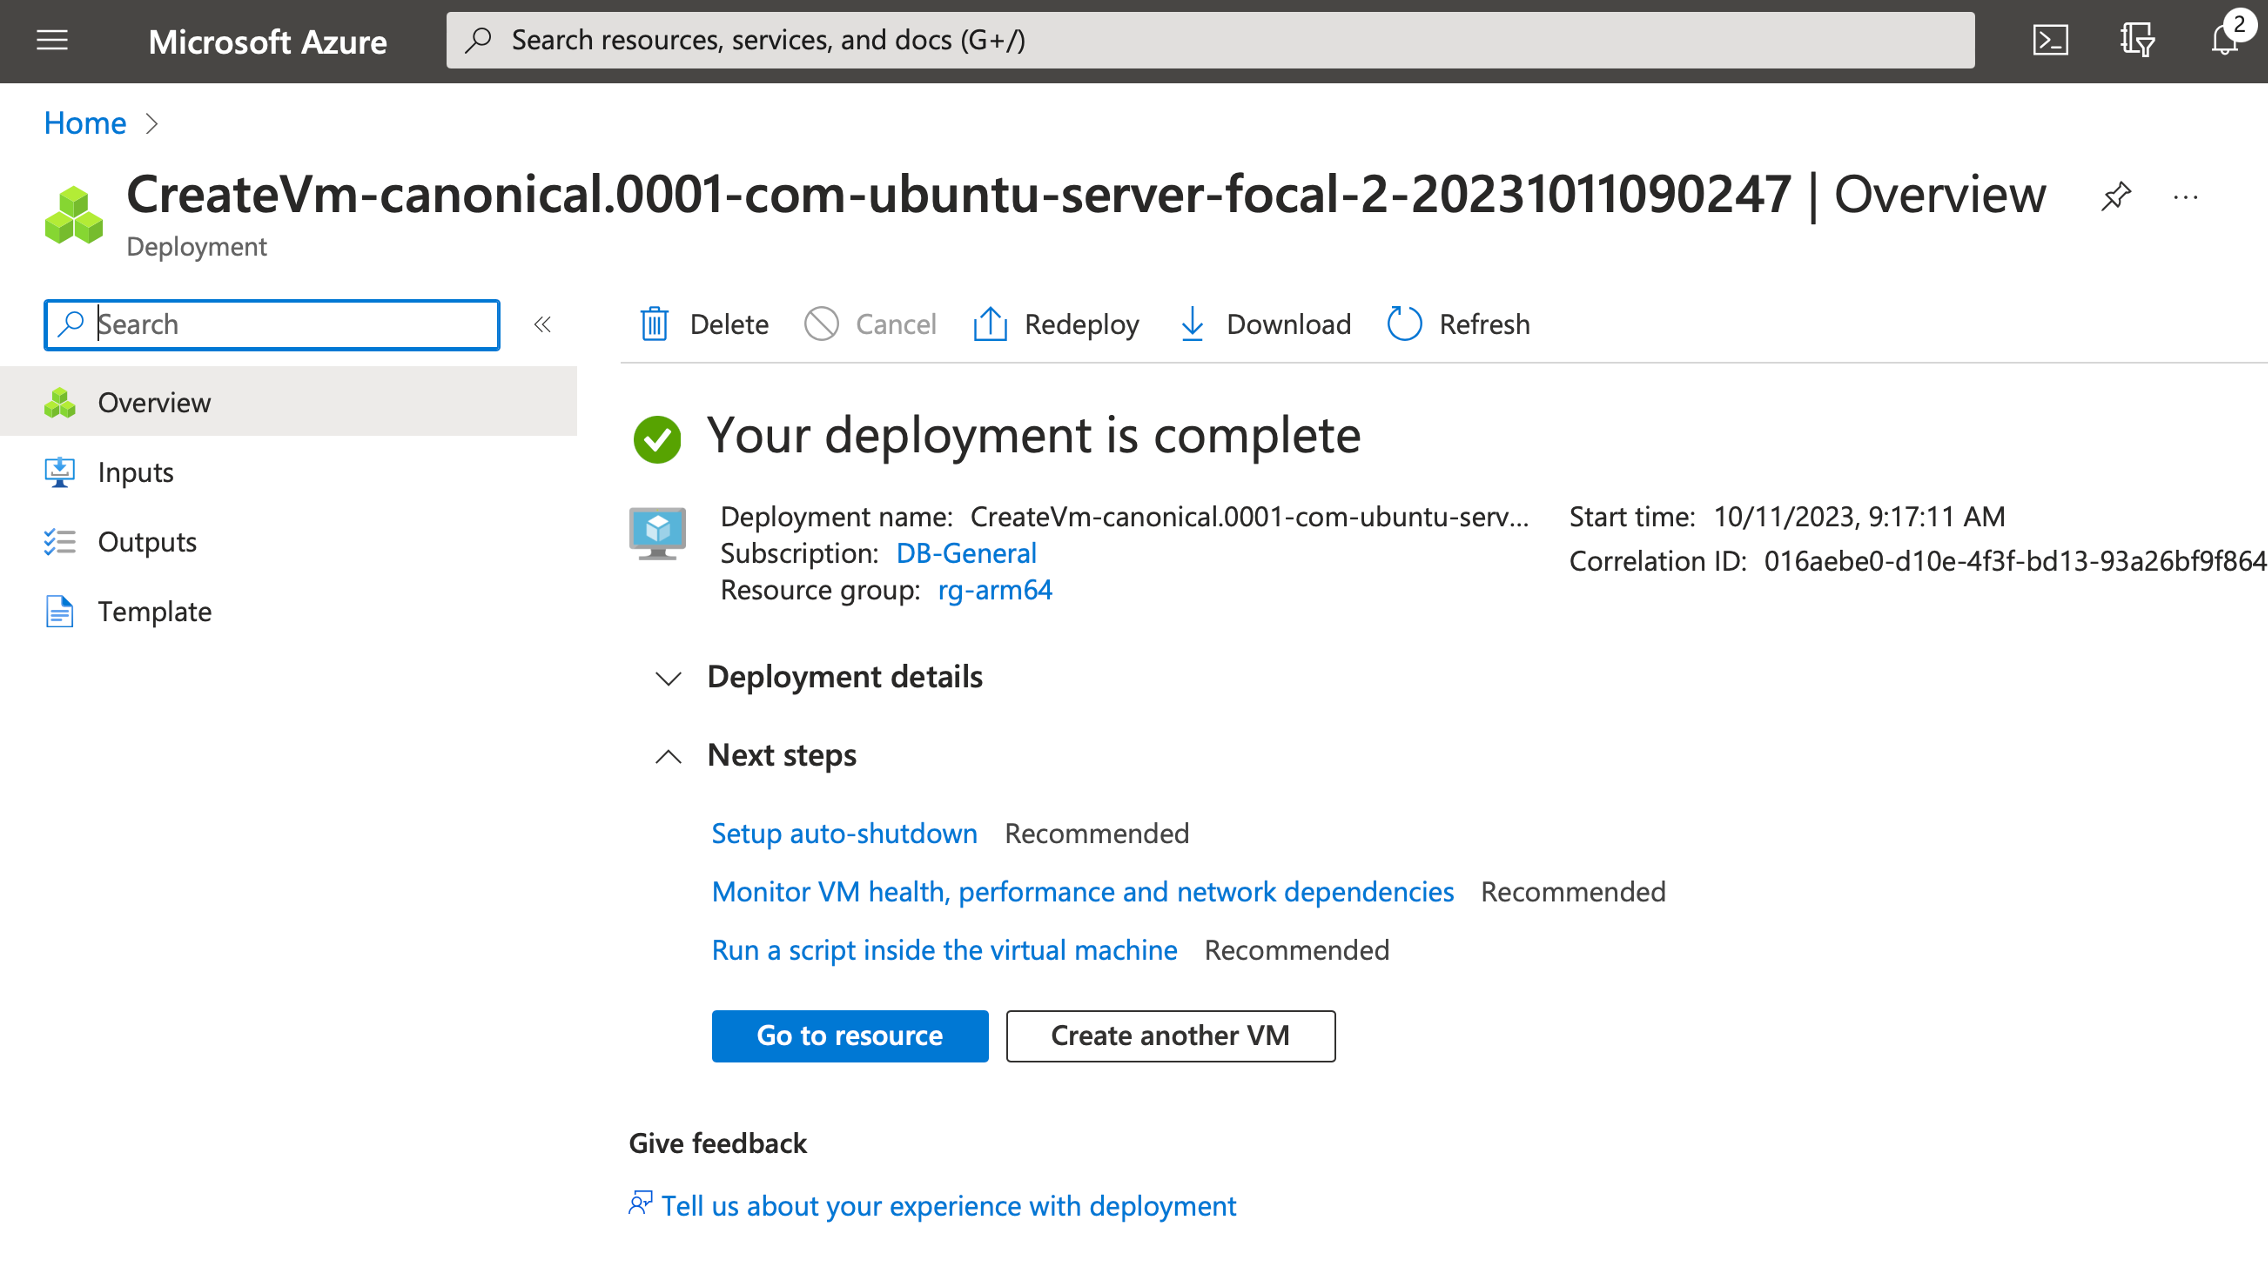 Microsoft Azure
Search resources, services, and docs (G+/)
2
Home
CreateVm-canonical.0001-com-ubuntu-server-focal-2-20231011090247 | Overview
Deployment
Search
Overview
Inputs
Outputs
Template
Delete
Cancel
Redeploy
Download
Refresh
Your deployment is complete
Deployment name: CreateVm-canonical.0001-com-ubuntu-serv...
Subscription: DB-General
Resource group: rg-arm64
Start time: 10/11/2023, 9:17:11 AM
Correlation ID: 016aebe0-d10e-4f3f-bd13-93a26bf9f864
Deployment details
Next steps
Setup auto-shutdown Recommended
Monitor VM health, performance and network dependencies Recommended
Run a script inside the virtual machine Recommended
Go to resource
Create another VM
Give feedback
Tell us about your experience with deployment